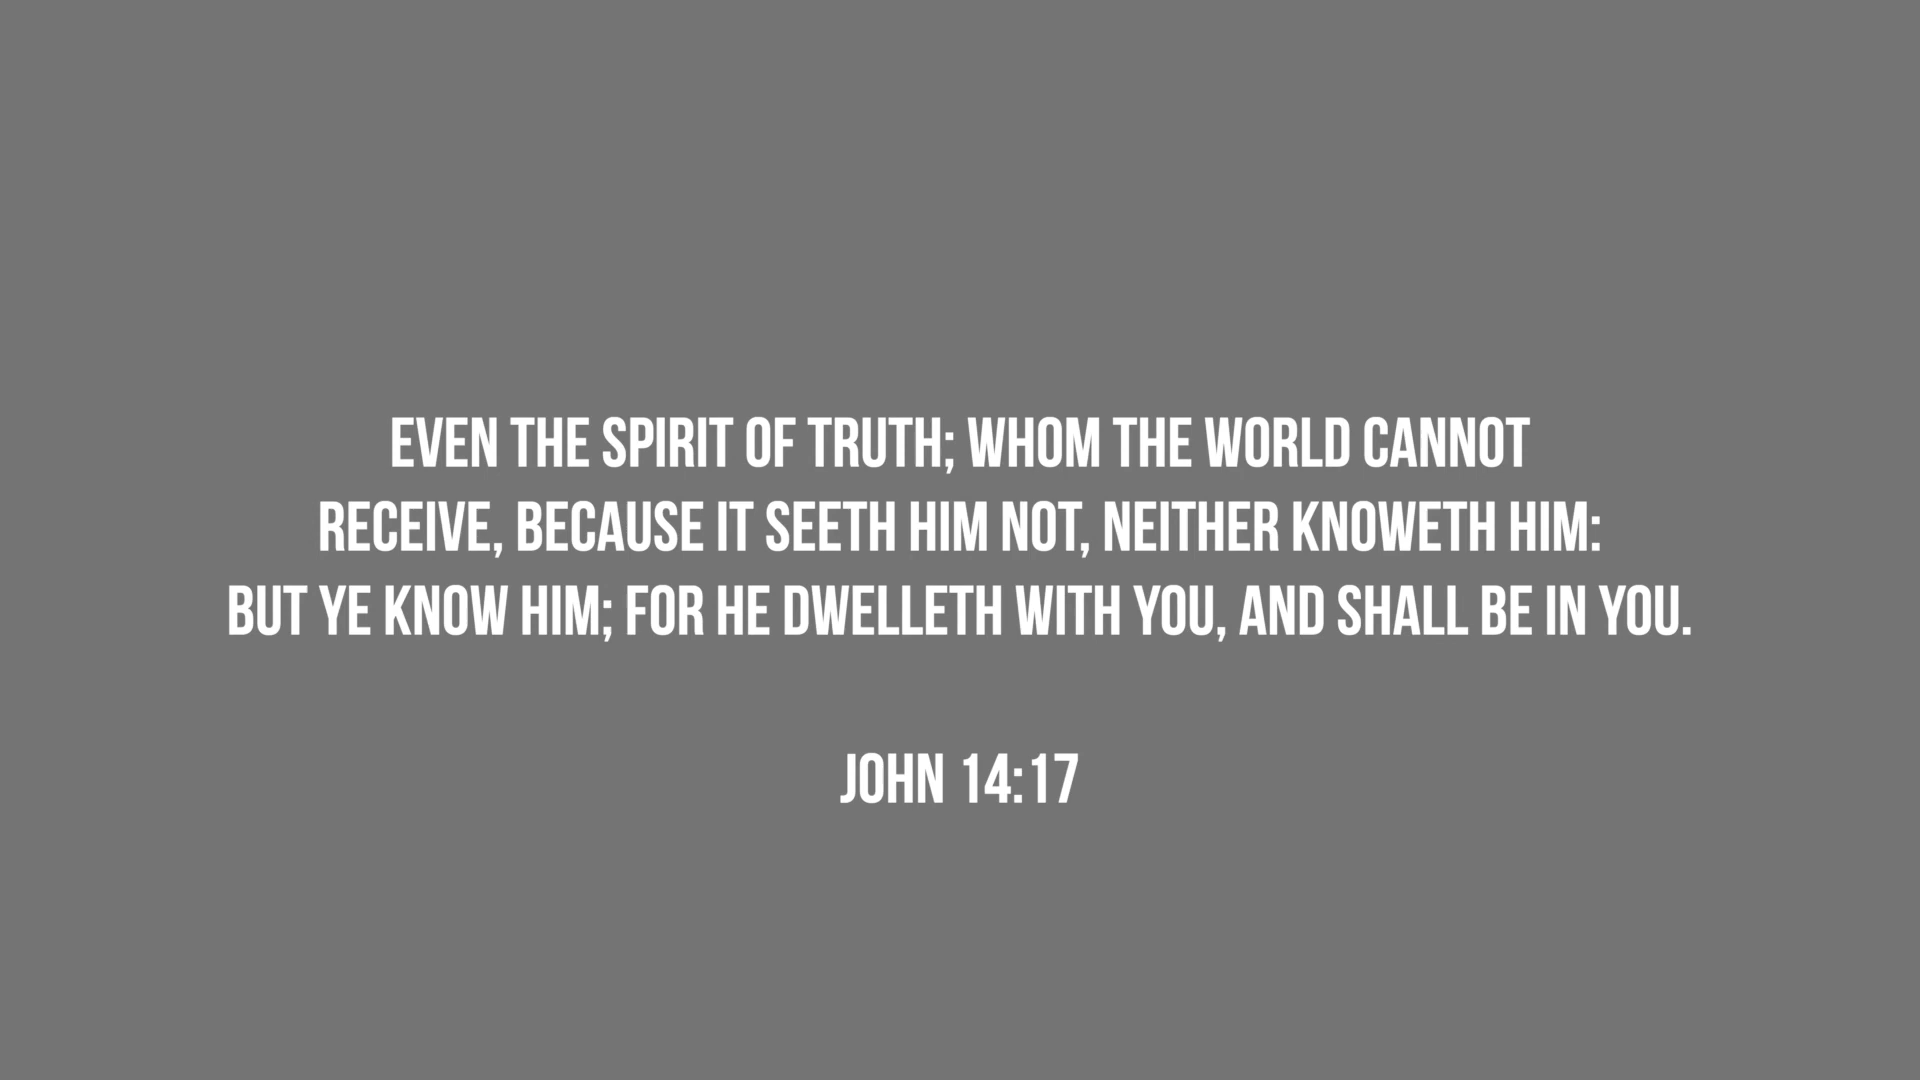 EVEN THE SPIRIT OF TRUTH; WHOM THE WORLD CANNOT
RECEIVE, BECAUSE IT SEETH HIM NOT, NEITHER KNOWETH HIM:
BUT YE KNOW HIM; FOR HE DWELLETH WITH YOU, AND SHALL BE IN YOU.
JOHN 14:17